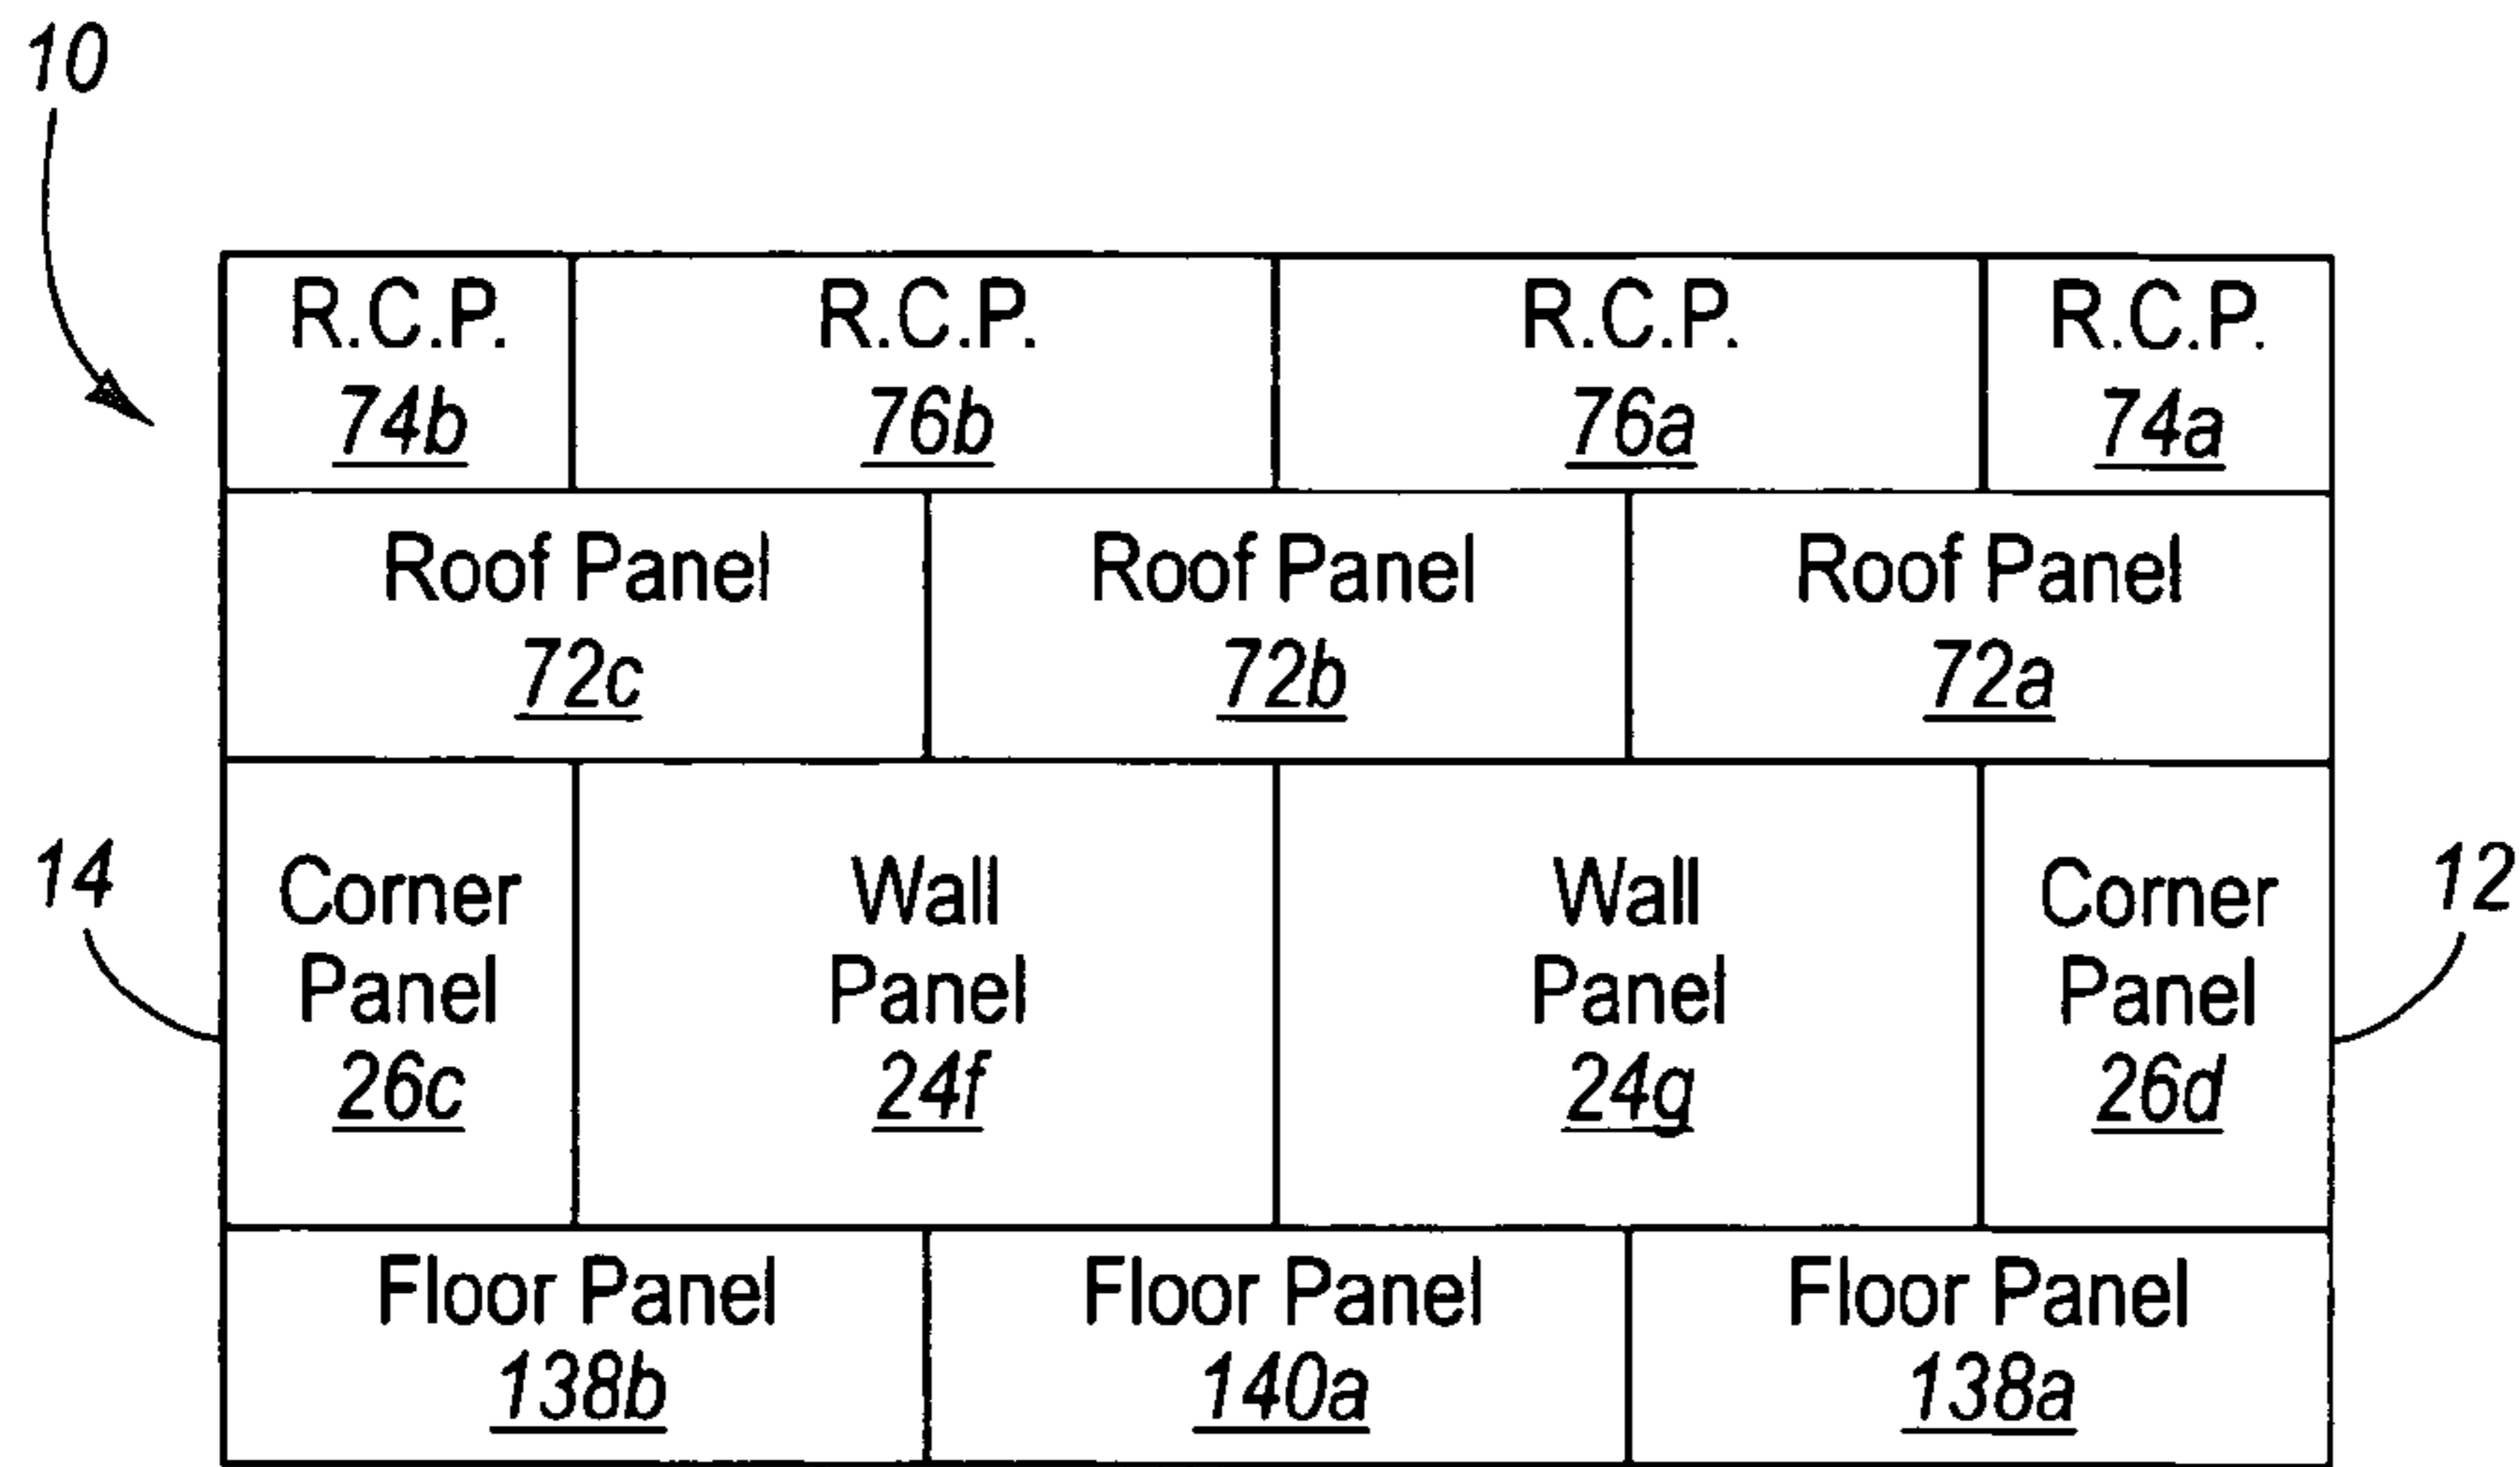 10
R.C.P. R.C.P. R.C.P. R.C.P.
74b 76b 76a 74a
Roof Panel Roof Panel Roof Panel
72c 72b 72a
14
Corner Wall Wall Corner
Panel Panel Panel Panel
26c 24f 24g 26d
12
Floor Panel Floor Panel Floor Panel
138b 140a 138a